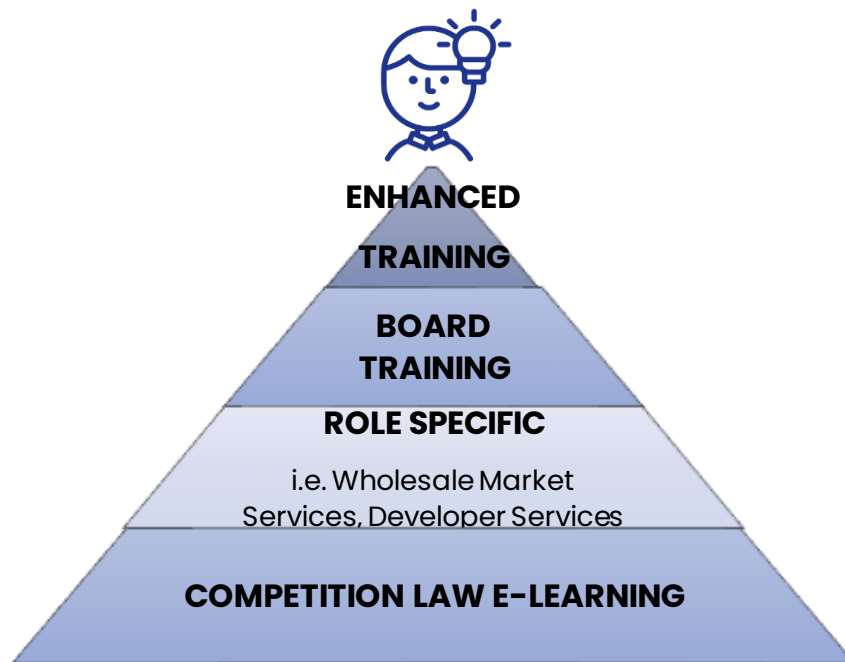 ENHANCED
TRAINING
BOARD
TRAINING
ROLE SPECIFIC
i.e. Wholesale Market
Services, Developer Services
COMPETITION LAW E-LEARNING